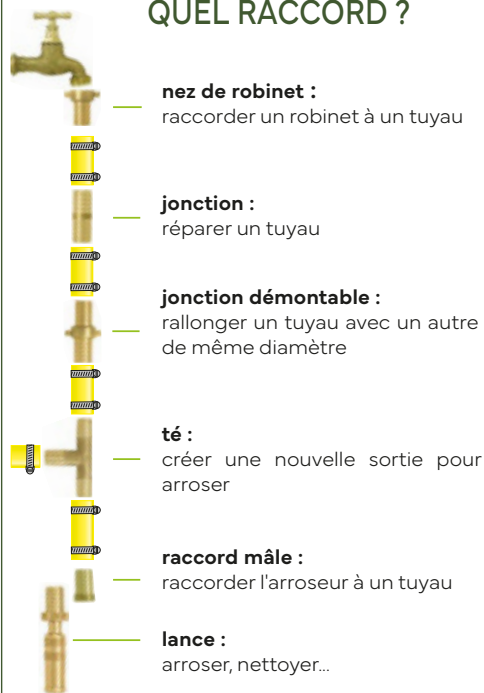 QUEL RACCORD ?
nez de robinet :
raccorder un robinet à un tuyau
jonction :
réparer un tuyau
jonction démontable :
rallonger un tuyau avec un autre
de même diamètre
té :
créer une nouvelle sortie pour
arroser
raccord mâle :
raccorder l'arroseur à un tuyau
lance :
arroser, nettoyer...